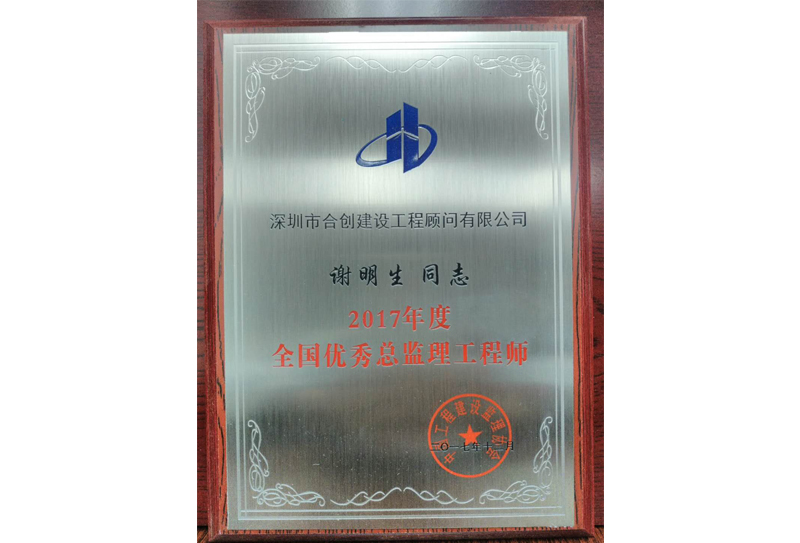 深圳市合创建设工程顾问有限公司
谢明生 同志
2017年度
全国优秀总监理工程师
二〇一七年十二月